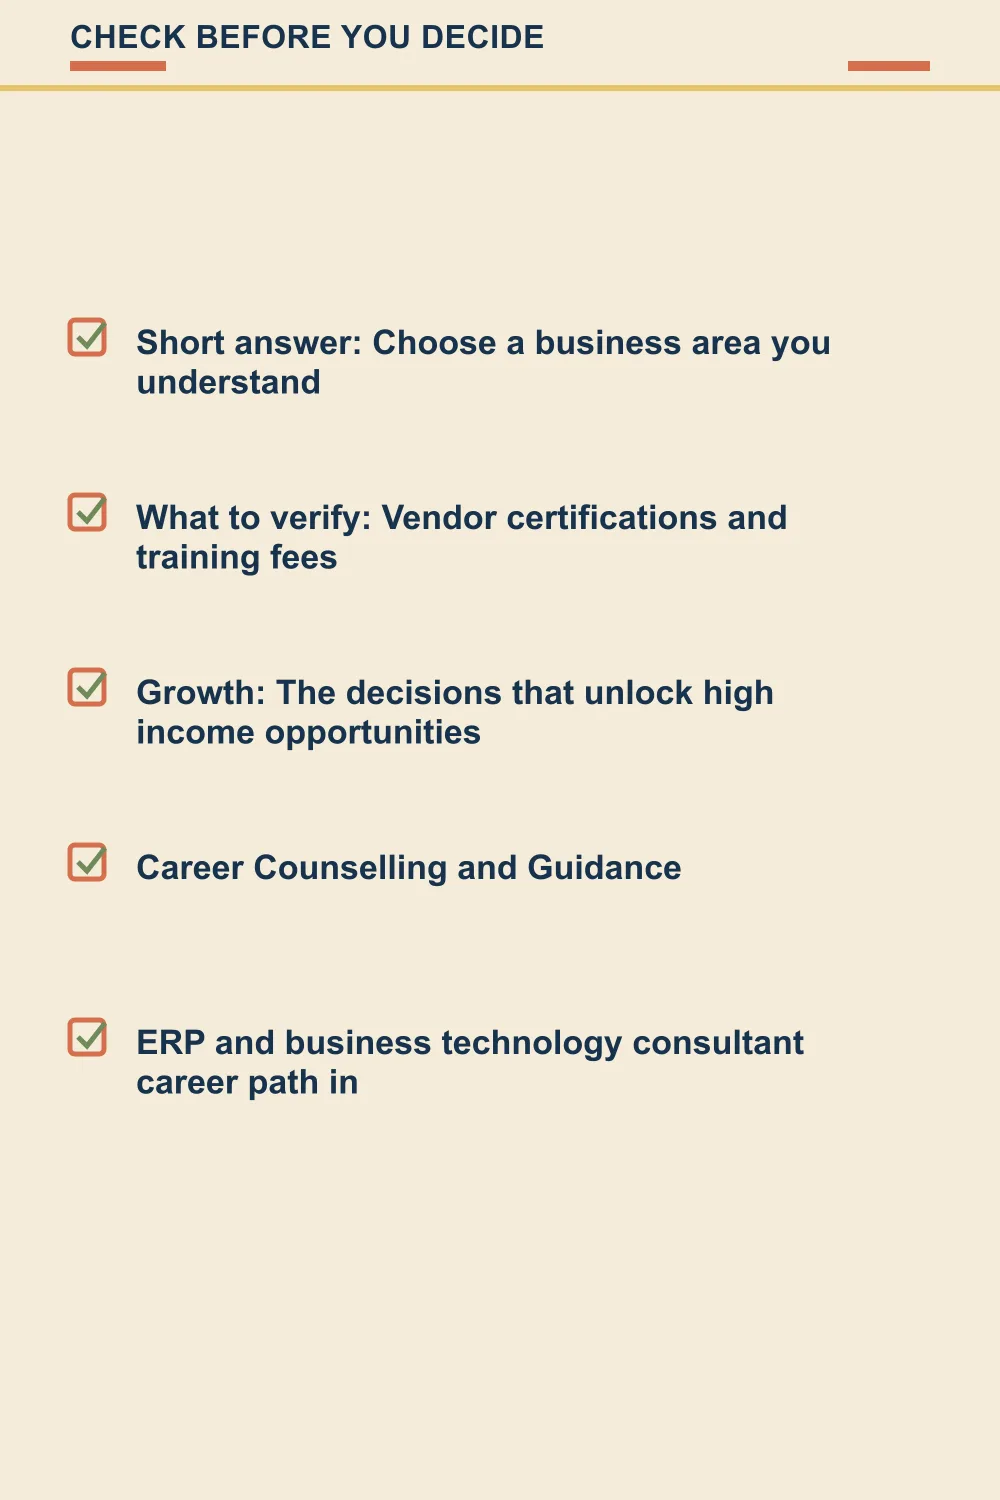 CHECK BEFORE YOU DECIDE
Short answer: Choose a business area you
understand
What to verify: Vendor certifications and
training fees
Growth: The decisions that unlock high
income opportunities
Career Counselling and Guidance
ERP and business technology consultant
career path in